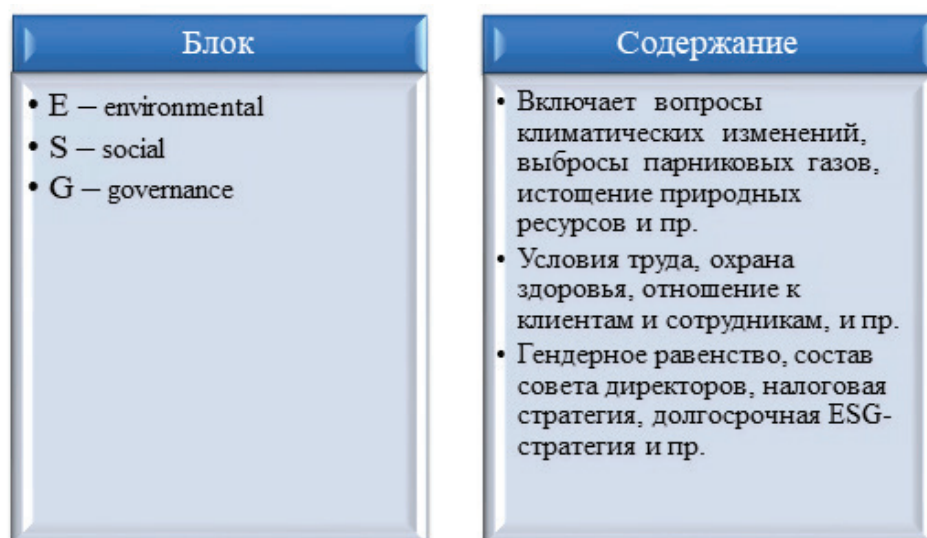 Блок
• E – environmental
• S – social
• G – governance
Содержание
• Включает вопросы
климатических изменений,
выбросы парниковых газов,
истощение природных
ресурсов и пр.
• Условия труда, охрана
здоровья, отношение к
клиентам и сотрудникам, и пр.
• Гендерное равенство, состав
совета директоров, налоговая
стратегия, долгосрочная ESG-
стратегия и пр.